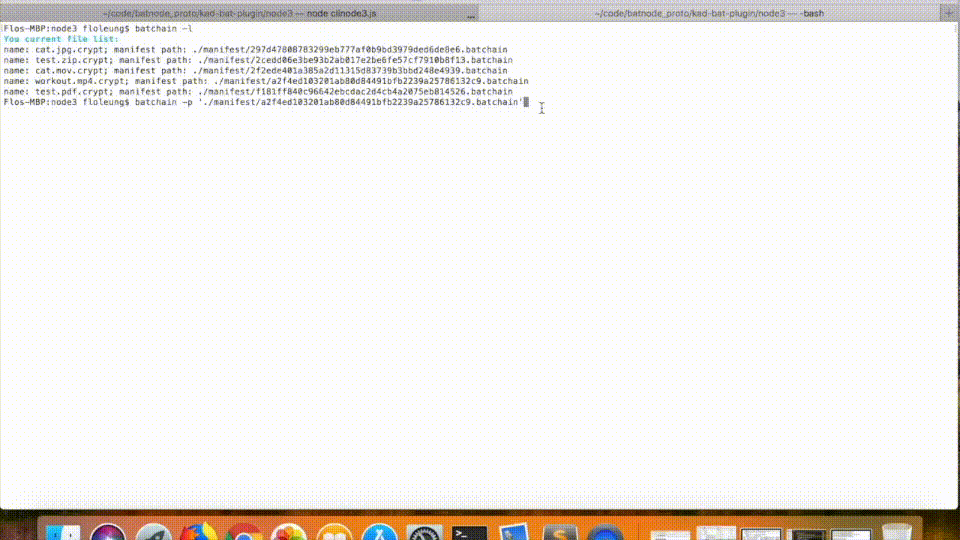 ~/code/batnode_proto/kad-bat-plugin/node3 — node clinode3.js ...
~/code/batnode_proto/kad-bat-plugin/node3 — -bash
Flos-MBP:node3 floleung$ batchain -l
You current file list:
name: cat.jpg.crypt; manifest path: ./manifest/297d47808783299eb777af0b9bd3979ded6de8e6.batchain
name: test.zip.crypt; manifest path: ./manifest/2cedd06e3be93b2ab017e2be6fe57cf7910b8f13.batchain
name: cat.mov.crypt; manifest path: ./manifest/2f2ede401a385a2d11315d83739b3bbd248e4939.batchain
name: workout.mp4.crypt; manifest path: ./manifest/a2f4ed103201ab80d84491bfb2239a25786132c9.batchain
name: test.pdf.crypt; manifest path: ./manifest/f181ff840c96642ebcdac2d4cb4a2075eb814526.batchain
Flos-MBP:node3 floleung$ batchain -p './manifest/a2f4ed103201ab80d84491bfb2239a25786132c9.batchain'